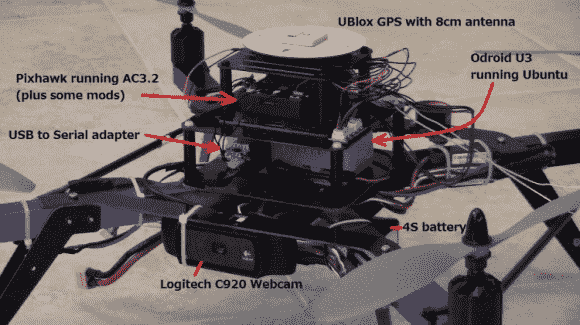 UBlox GPS with 8cm antenna
Pixhawk running AC3.2
(plus some mods)
Odroid U3
running Ubuntu
USB to Serial adapter
4S battery
Logitech C920 Webcam